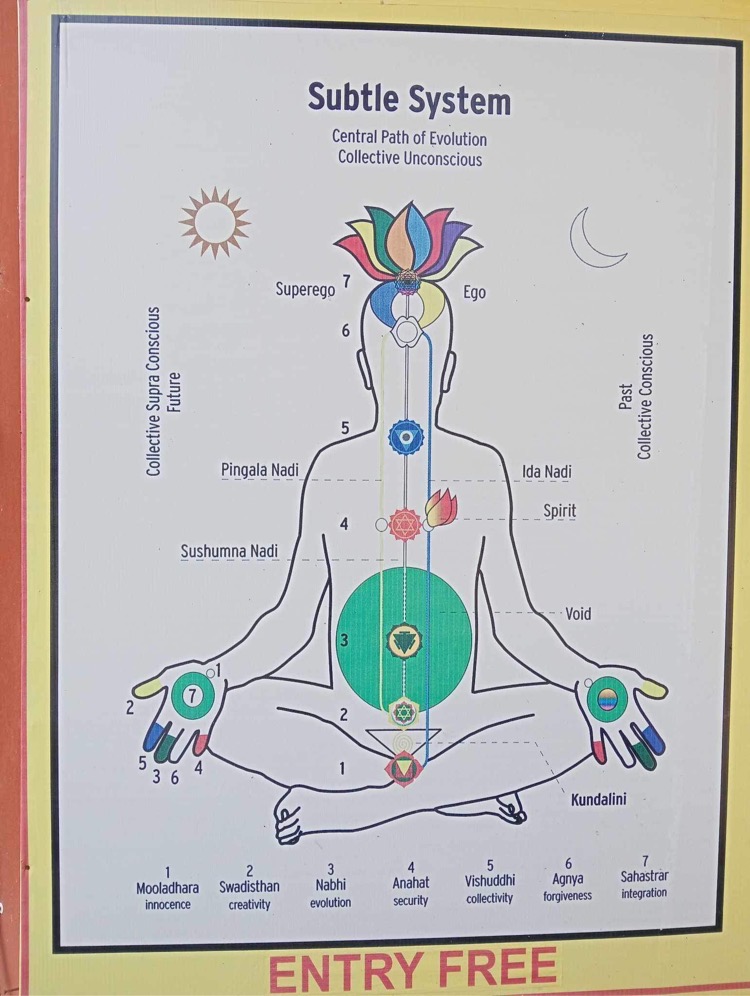 Subtle System
Central Path of Evolution
Collective Unconscious
7
Superego
Ego
6
Collective Supra Conscious
Future
Past
Collective Conscious
5
Pingala Nadi
Ida Nadi
Spirit
4
Sushumna Nadi
Void
3
1
7
2
2
5
3
6
4
1
Kundalini
1
Mooladhara
innocence
2
Swadisthan
creativity
3
Nabhi
evolution
4
Anahat
security
5
Vishuddhi
collectivity
6
Agnya
forgiveness
7
Sahastrar
integration
ENTRY FREE